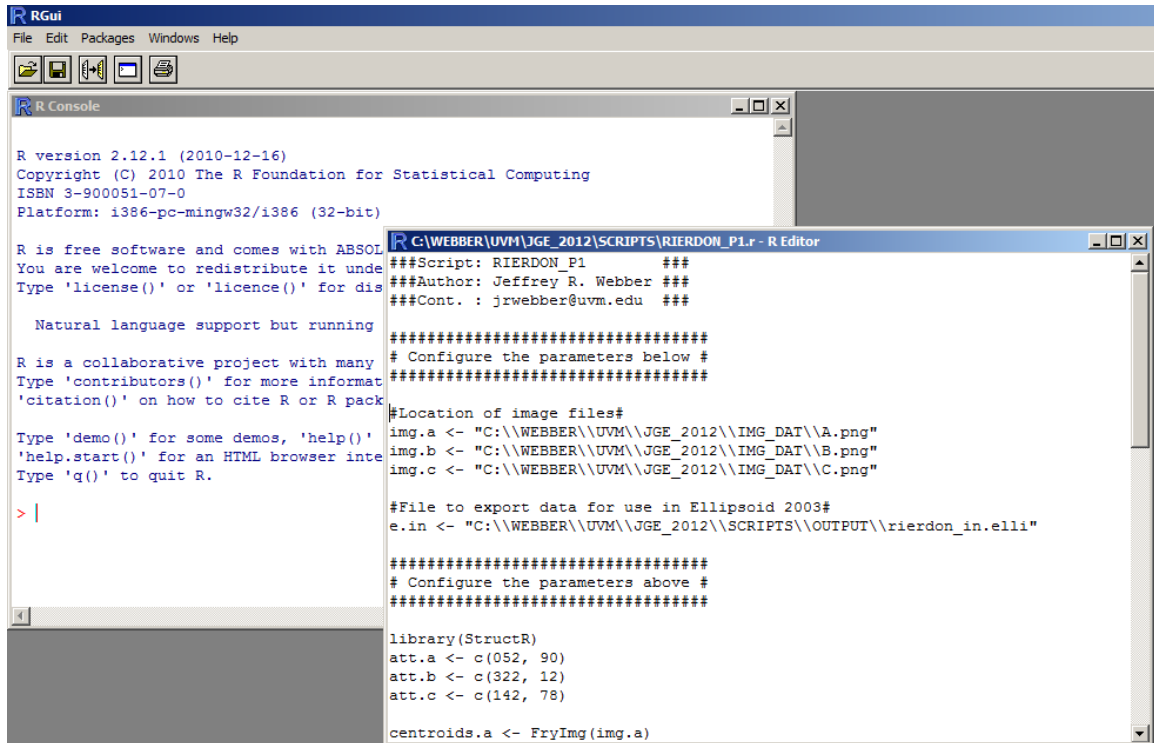 RGui
File Edit Packages Windows Help
R Console
R version 2.12.1 (2010-12-16)
Copyright (C) 2010 The R Foundation for Statistical Computing
ISBN 3-900051-07-0
Platform: i386-pc-mingw32/i386 (32-bit)
R is free software and comes with ABSOL
You are welcome to redistribute it unde
Type 'license()' or 'licence()' for dis
Natural language support but running
R is a collaborative project with many
Type 'contributors()' for more informat
'citation()' on how to cite R or R pack
Type 'demo()' for some demos, 'help()'
'help.start()' for an HTML browser inte
Type 'q()' to quit R.
>
C:\WEBBER\UVM\JGE_2012\SCRIPTS\RIERDON_P1.r - R Editor
###Script: RIERDON_P1       ###
###Author: Jeffrey R. Webber ###
###Cont. : jrwebber@uvm.edu  ###
##################################
# Configure the parameters below #
##################################
#Location of image files#
img.a <- "C:\\WEBBER\\UVM\\JGE_2012\\IMG_DAT\\A.png"
img.b <- "C:\\WEBBER\\UVM\\JGE_2012\\IMG_DAT\\B.png"
img.c <- "C:\\WEBBER\\UVM\\JGE_2012\\IMG_DAT\\C.png"
#File to export data for use in Ellipsoid 2003#
e.in <- "C:\\WEBBER\\UVM\\JGE_2012\\SCRIPTS\\OUTPUT\\rierdon_in.elli"
##################################
# Configure the parameters above #
##################################
library(StructR)
att.a <- c(052, 90)
att.b <- c(322, 12)
att.c <- c(142, 78)
centroids.a <- FryImg(img.a)